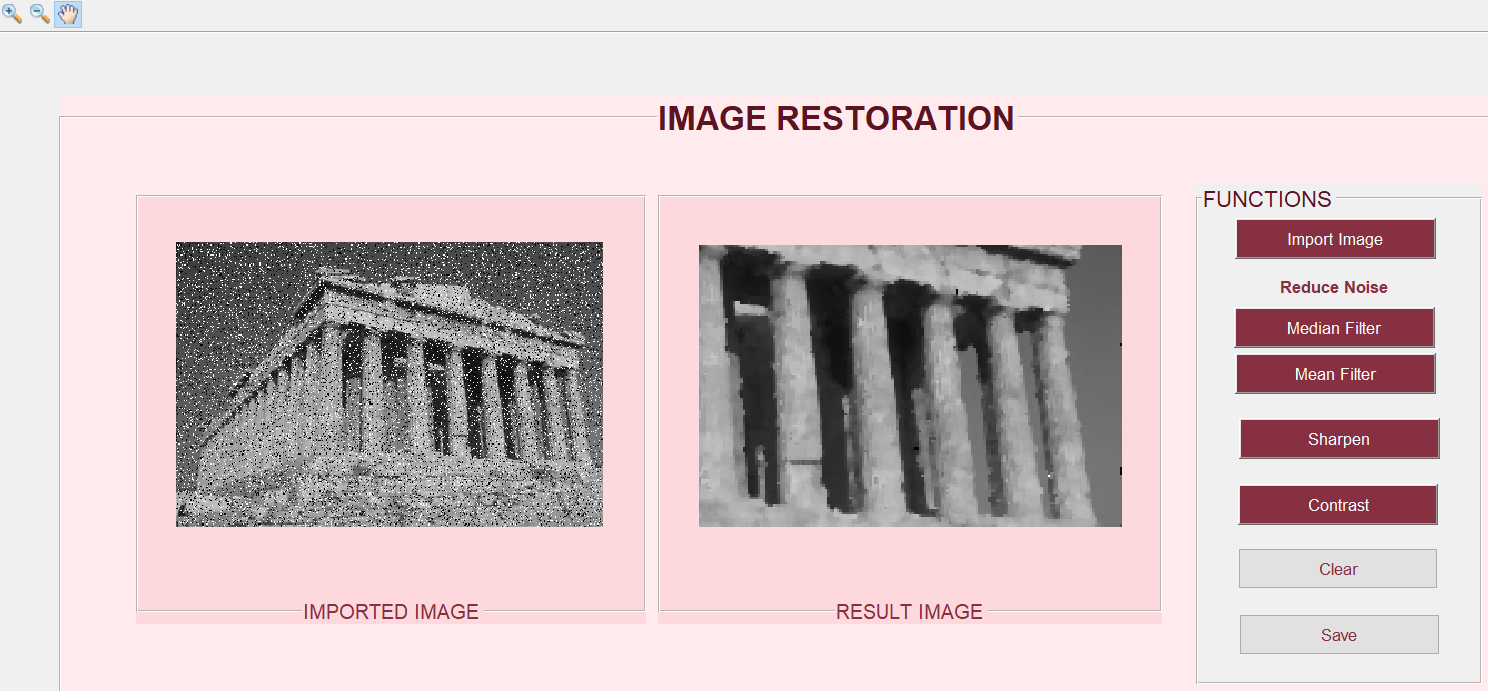 IMAGE RESTORATION
FUNCTIONS
Import Image
Reduce Noise
Median Filter
Mean Filter
Sharpen
Contrast
Clear
Save
IMPORTED IMAGE
RESULT IMAGE